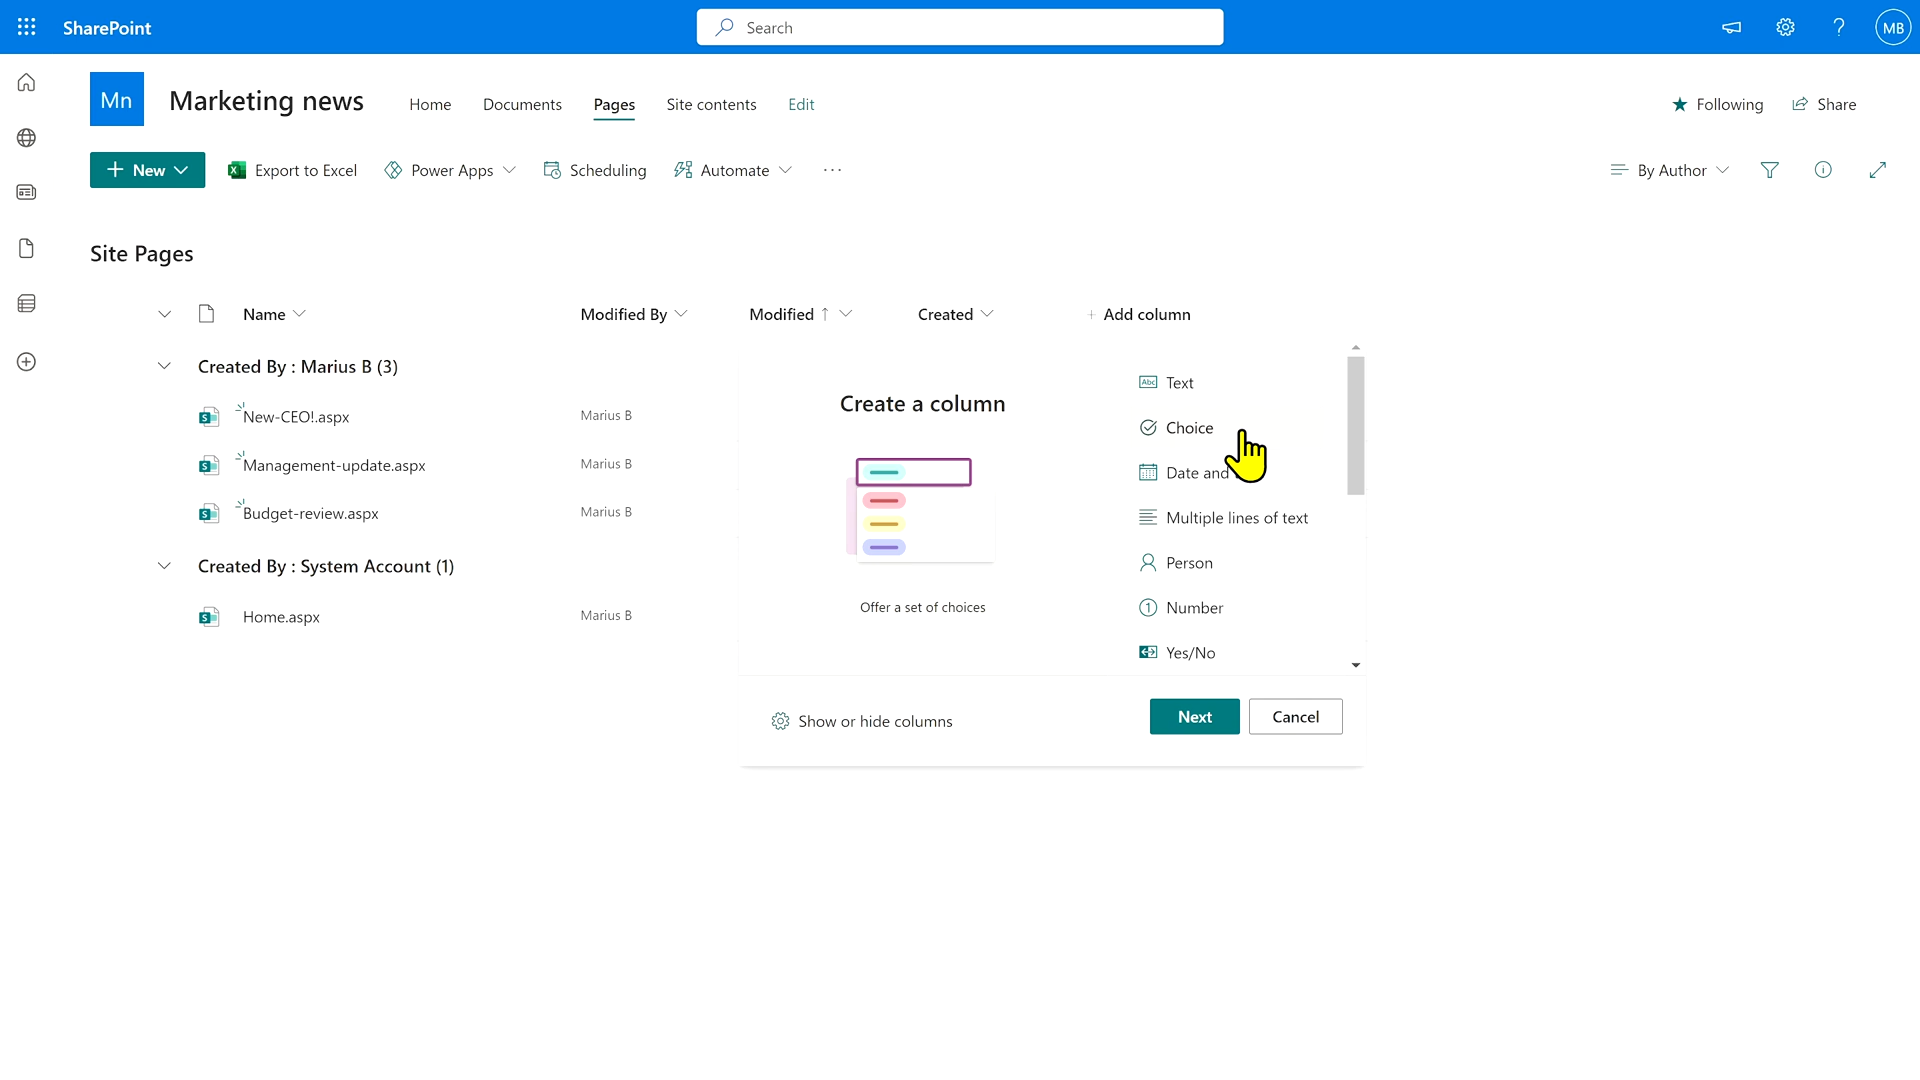 SharePoint
Search
MB
Mn
Marketing news
Home
Documents
Pages
Site contents
Edit
Following
Share
New
Export to Excel
Power Apps
Scheduling
Automate
By Author
Site Pages
Name
Modified By
Modified
Created
Add column
Created By : Marius B (3)
New-CEO!.aspx
Marius B
Management-update.aspx
Marius B
Budget-review.aspx
Marius B
Created By : System Account (1)
Home.aspx
Marius B
Create a column
Offer a set of choices
Abc Text
Choice
Date and
Multiple lines of text
Person
1 Number
Yes/No
Show or hide columns
Next
Cancel